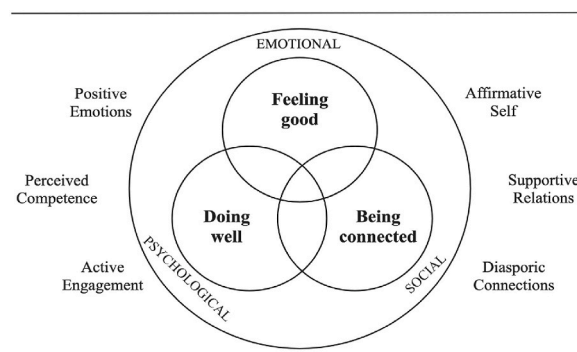 EMOTIONAL
Positive
Emotions
Feeling
good
Affirmative
Self
Perceived
Competence
Supportive
Relations
Doing
well
Being
connected
Active
Engagement
PSYCHOLOGICAL
SOCIAL
Diasporic
Connections